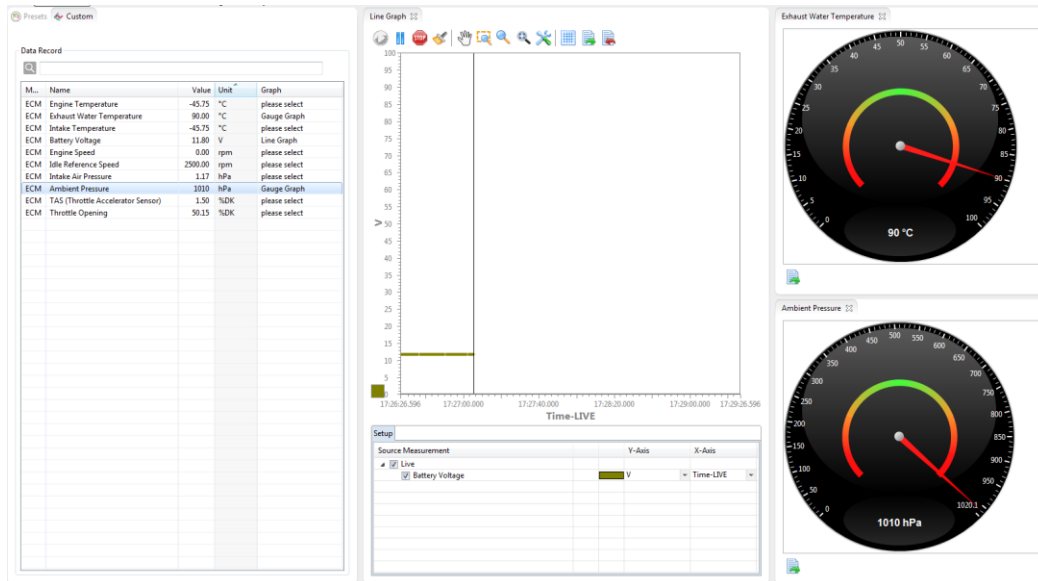 Presets Custom
Data Record
M... Name Value Unit Graph
ECM Engine Temperature -45.75 °C please select
ECM Exhaust Water Temperature 90.00 °C Gauge Graph
ECM Intake Temperature -45.75 °C please select
ECM Battery Voltage 11.80 V Line Graph
ECM Engine Speed 0.00 rpm please select
ECM Idle Reference Speed 2500.00 rpm please select
ECM Intake Air Pressure 1.17 hPa please select
ECM Ambient Pressure 1010 hPa Gauge Graph
ECM TAS (Throttle Accelerator Sensor) 1.50 %DK please select
ECM Throttle Opening 50.15 %DK please select
Line Graph
STOP
100
95
90
85
80
75
70
65
60
55
50
45
40
35
30
25
20
15
10
5
0
V
17:26:26.596 17:27:00.000 17:27:40.000 17:28:20.000 17:29:00.000 17:29:26.596
Time-LIVE
Setup
Source Measurement Y-Axis X-Axis
Live
Battery Voltage V Time-LIVE
Exhaust Water Temperature
0
5
10
15
20
25
30
35
40
45
50
55
60
65
70
75
80
85
90
95
100
90 °C
Ambient Pressure
0
50
100
150
200
250
300
350
400
450
500
550
600
650
700
750
800
850
900
950
1020.1
1010 hPa